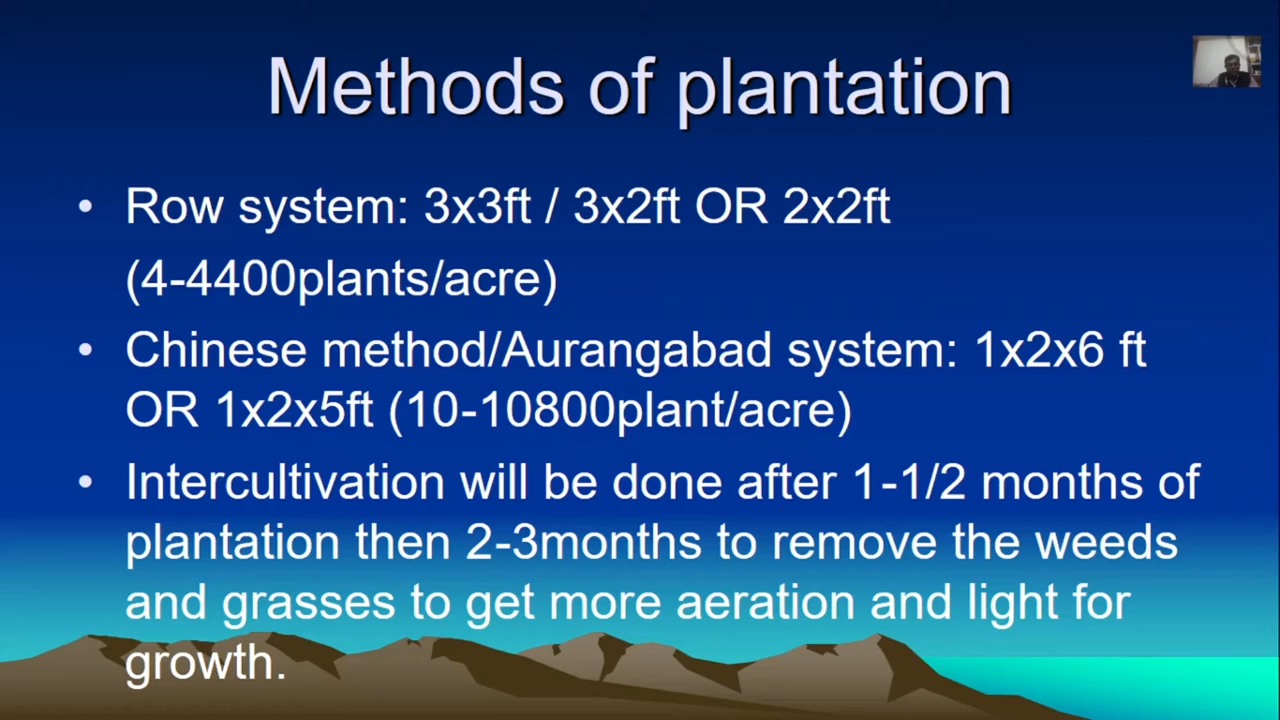 Methods of plantation
• Row system: 3x3ft / 3x2ft OR 2x2ft
(4-4400plants/acre)
• Chinese method/Aurangabad system: 1x2x6 ft
OR 1x2x5ft (10-10800plant/acre)
• Intercultivation will be done after 1-1/2 months of
plantation then 2-3months to remove the weeds
and grasses to get more aeration and light for
growth.